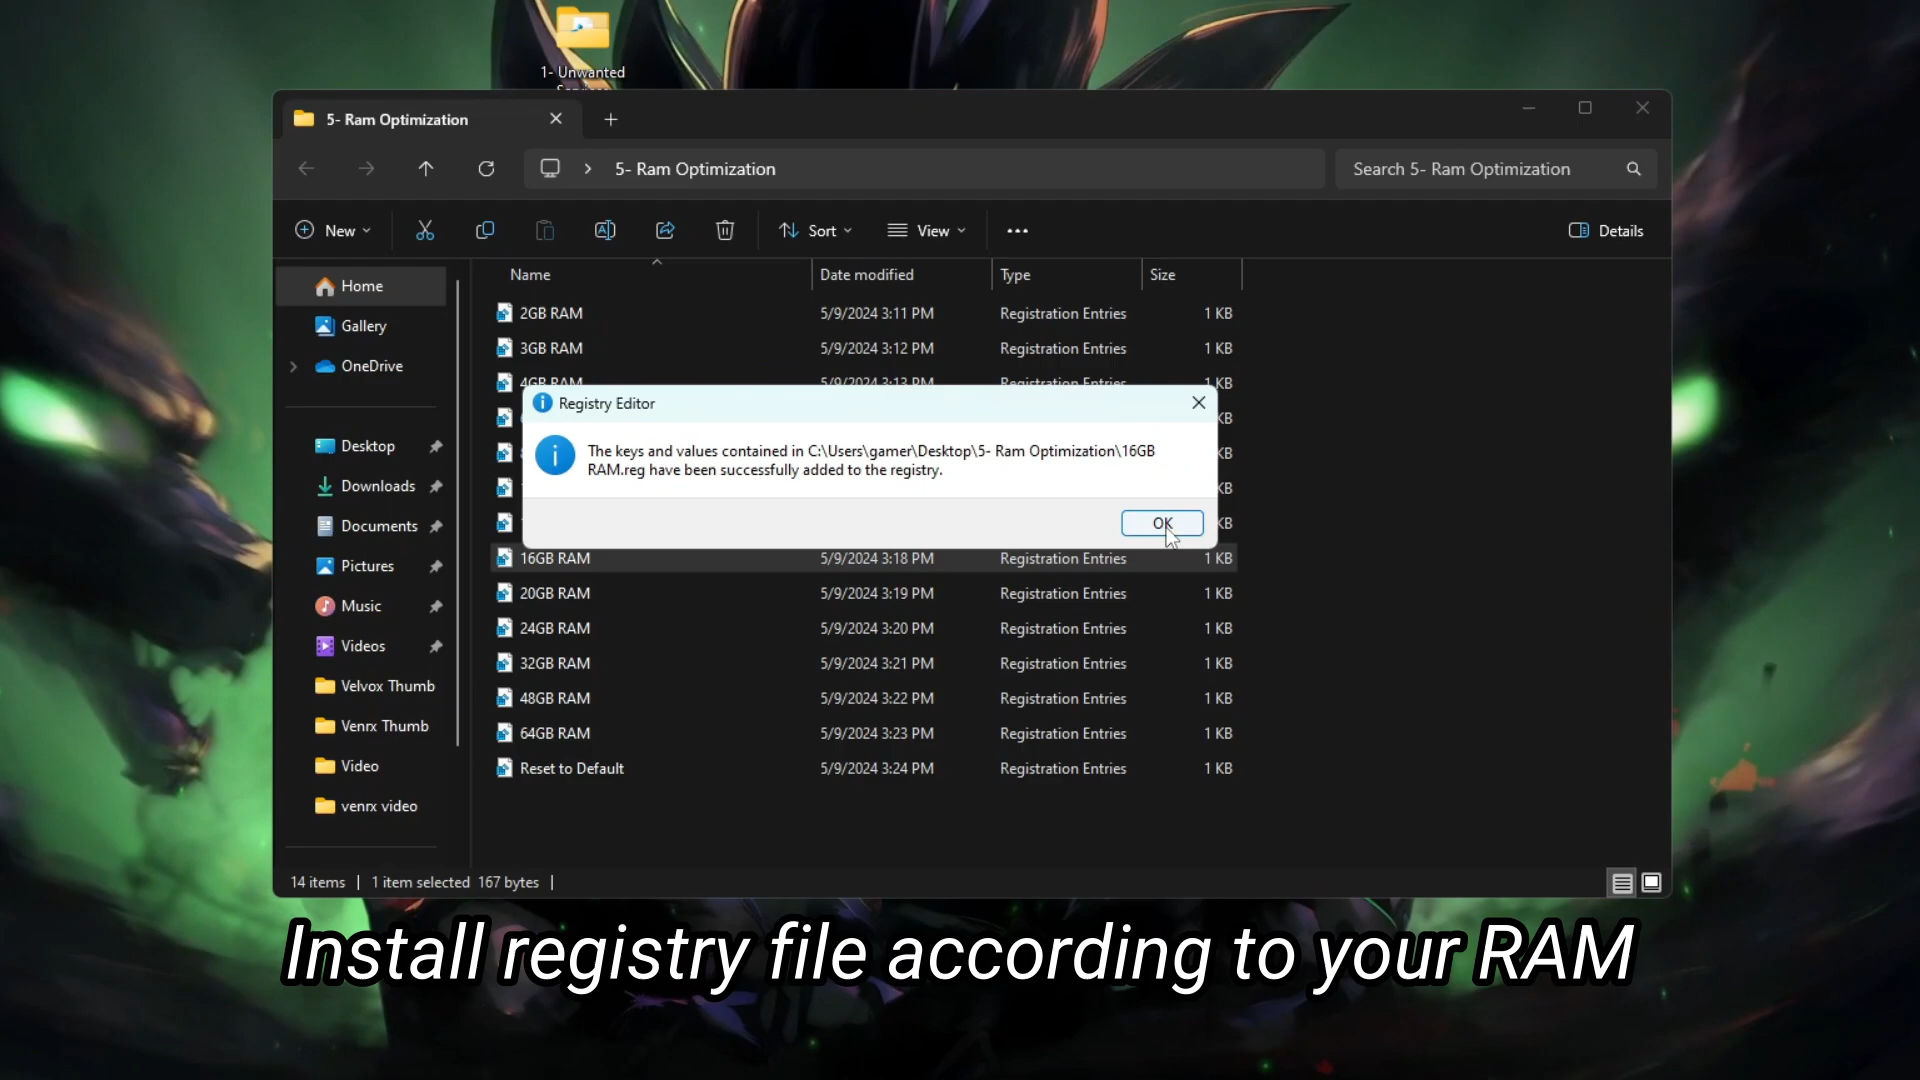 1- Unwanted
5- Ram Optimization
5- Ram Optimization
Search 5- Ram Optimization
New
Sort
View
Details
Name
Date modified
Type
Size
Home
Gallery
OneDrive
Desktop
Downloads
Documents
Pictures
Music
Videos
Velvox Thumb
Venrx Thumb
Video
venrx video
2GB RAM 5/9/2024 3:11 PM Registration Entries 1 KB
3GB RAM 5/9/2024 3:12 PM Registration Entries 1 KB
4GB RAM 5/9/2024 3:13 PM Registration Entries 1 KB
KB
KB
KB
KB
Registry Editor
The keys and values contained in C:\Users\gamer\Desktop\5- Ram Optimization\16GB
RAM.reg have been successfully added to the registry.
OK
16GB RAM 5/9/2024 3:18 PM Registration Entries 1 KB
20GB RAM 5/9/2024 3:19 PM Registration Entries 1 KB
24GB RAM 5/9/2024 3:20 PM Registration Entries 1 KB
32GB RAM 5/9/2024 3:21 PM Registration Entries 1 KB
48GB RAM 5/9/2024 3:22 PM Registration Entries 1 KB
64GB RAM 5/9/2024 3:23 PM Registration Entries 1 KB
Reset to Default 5/9/2024 3:24 PM Registration Entries 1 KB
14 items | 1 item selected 167 bytes |
Install registry file according to your RAM